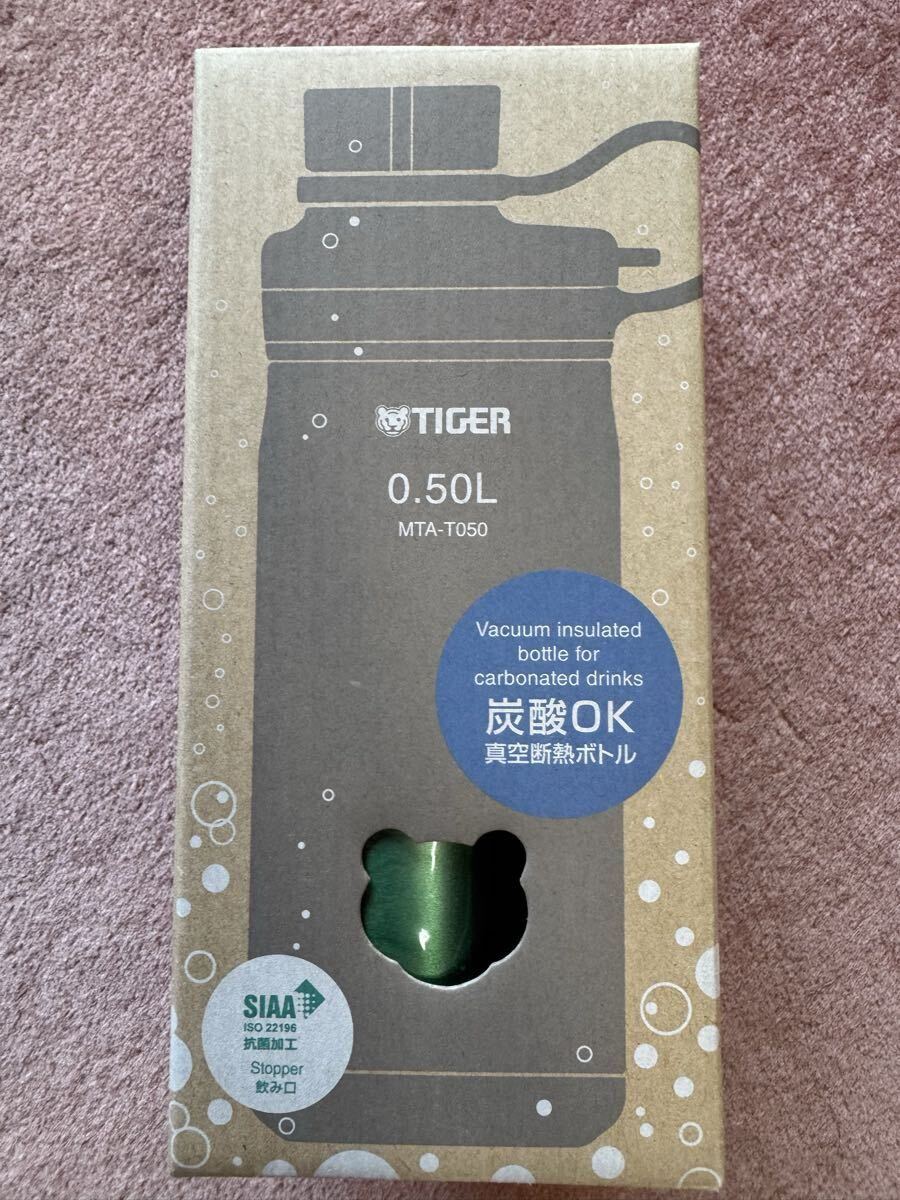 TIGER
0.50L
MTA-T050
Vacuum insulated
bottle for
carbonated drinks
炭酸OK
真空断熱ボトル
SIAA
ISO 22196
抗菌加工
Stopper
飲み口